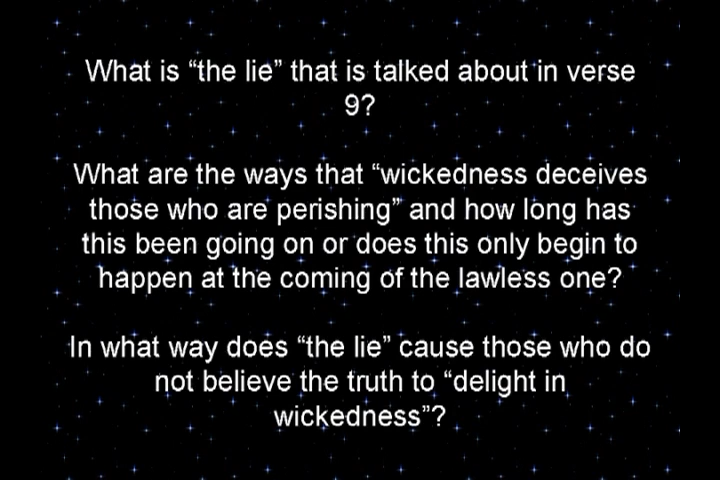 What is “the lie” that is talked about in verse
9?
What are the ways that “wickedness deceives
those who are perishing” and how long has
this been going on or does this only begin to
happen at the coming of the lawless one?
In what way does “the lie” cause those who do
not believe the truth to “delight in
wickedness”?